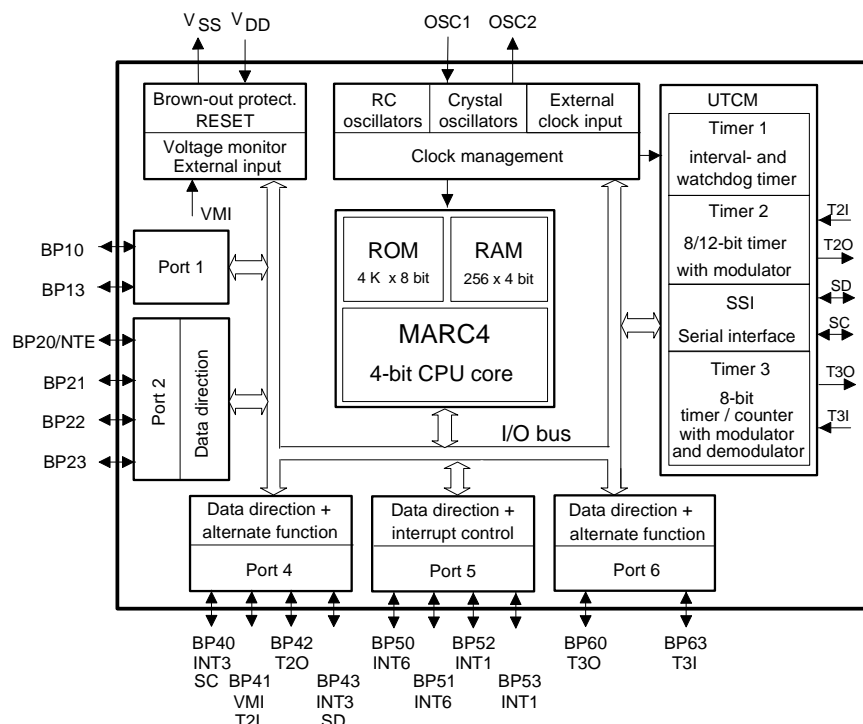 VSS
VDD
OSC1
OSC2
Brown-out protect.
RESET
Voltage monitor
External input
VMI
RC
oscillators
Crystal
oscillators
External
clock input
Clock management
UTCM
Timer 1
interval- and
watchdog timer
Timer 2
8/12-bit timer
with modulator
SSI
Serial interface
Timer 3
8-bit
timer / counter
with modulator
and demodulator
T2I
T2O
SD
SC
T3O
T3I
ROM
4 K x 8 bit
RAM
256 x 4 bit
MARC4
4-bit CPU core
I/O bus
BP10
BP13
Port 1
BP20/NTE
BP21
BP22
BP23
Port 2
Data direction
Data direction +
alternate function
Port 4
Data direction +
interrupt control
Port 5
Data direction +
alternate function
Port 6
BP40
INT3
SC
BP41
VMI
T2I
BP42
T2O
BP43
INT3
SD
BP50
INT6
BP51
INT6
BP52
INT1
BP53
INT1
BP60
T3O
BP63
T3I